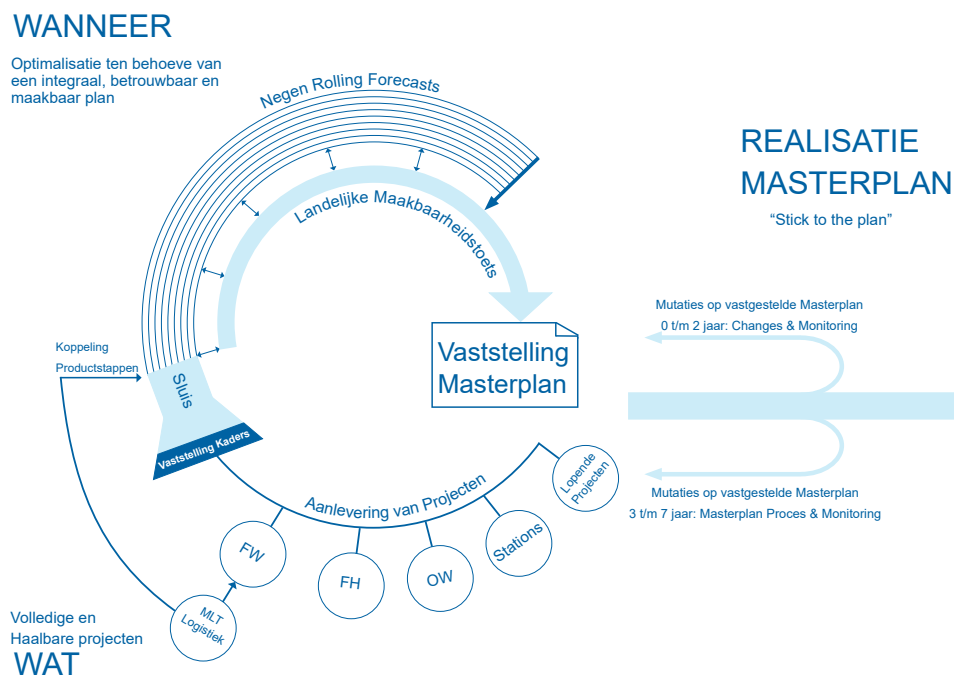 WANNEER
Optimalisatie ten behoeve van
een integraal, betrouwbaar en
maakbaar plan
Negen Rolling Forecasts
Landelijke Maakbaarheidstoets
REALISATIE
MASTERPLAN
“Stick to the plan”
Mutaties op vastgestelde Masterplan
0 t/m 2 jaar: Changes & Monitoring
Vaststelling
Masterplan
Koppeling
Productstappen
Sluis
Vaststelling Kaders
Aanlevering van Projecten
Lopende
Projecten
Stations
OW
FH
FW
MLT
Logistiek
Mutaties op vastgestelde Masterplan
3 t/m 7 jaar: Masterplan Proces & Monitoring
Volledige en
Haalbare projecten
WAT